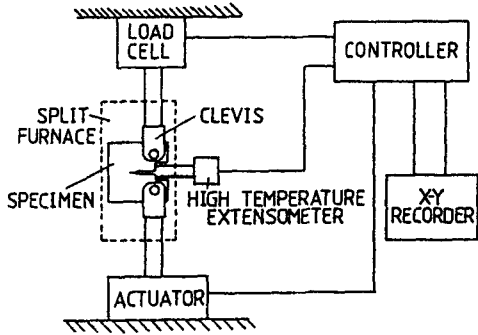 LOAD
CELL
CONTROLLER
SPLIT
FURNACE
CLEVIS
SPECIMEN
HIGH TEMPERATURE
EXTENSOMETER
X-Y
RECORDER
ACTUATOR